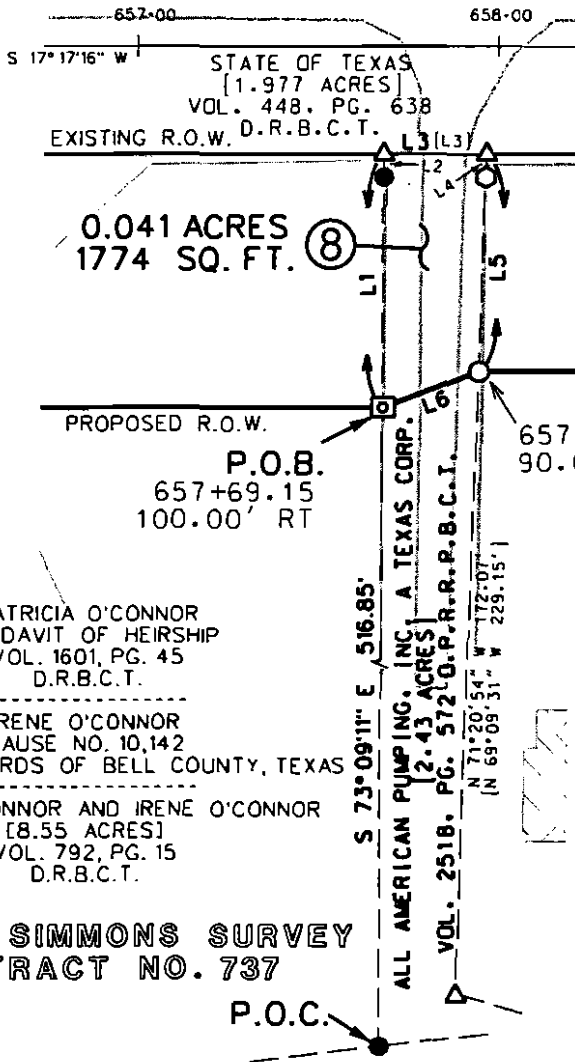 657+00
658+00
S 17°17'16" W
STATE OF TEXAS
[1.977 ACRES]
VOL. 448. PG. 638
D.R.B.C.T.
EXISTING R.O.W.
L3 [L3]
L2
L4
0.041 ACRES
1774 SQ. FT.
8
L1
L5
L6
PROPOSED R.O.W.
P.O.B.
657+69.15
100.00' RT
657
90.
ATRICIA O'CONNOR
DAVIT OF HEIRSHIP
VOL. 1601, PG. 45
D.R.B.C.T.
RENE O'CONNOR
AUSE NO. 10,142
RDS OF BELL COUNTY, TEXAS
NNOR AND IRENE O'CONNOR
[8.55 ACRES]
VOL. 792, PG. 15
D.R.B.C.T.
S 73°09'11" E 516.85'
ALL AMERICAN PUMPING, INC. A TEXAS CORP.
[2.43 ACRES]
VOL. 2518. PG. 572 O.P.R.R.P.B.C.T.
N 71°20'54" W 172.07'
[N 69°09'31" W 229.15']
SIMMONS SURVEY
TRACT NO. 737
P.O.C.